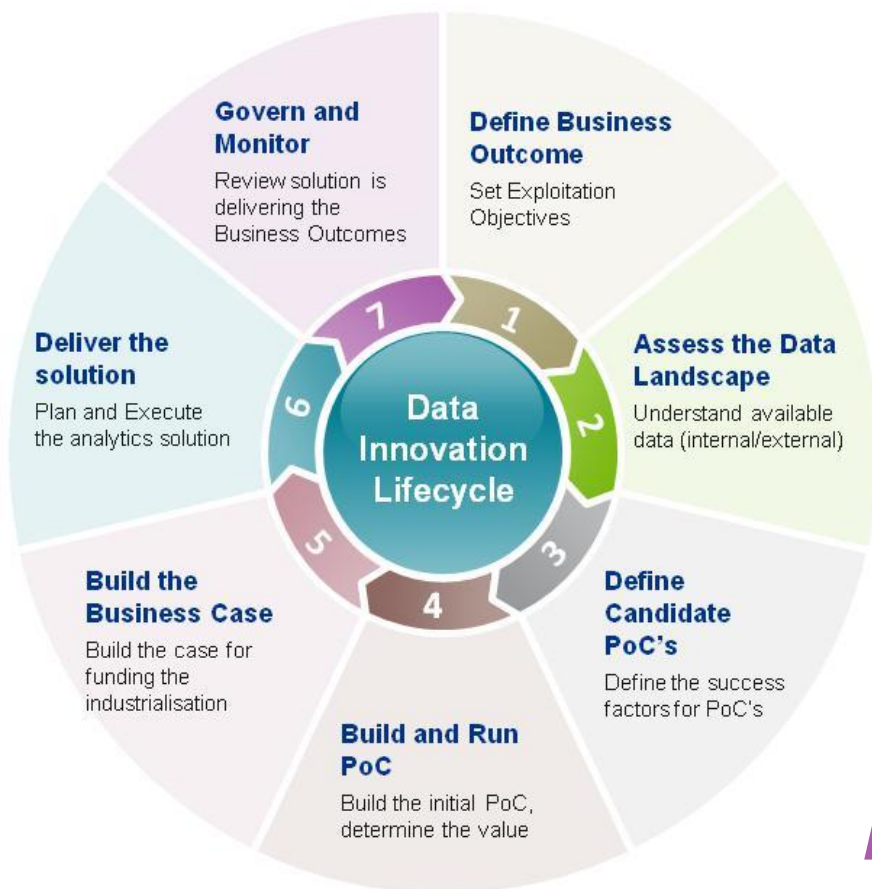 Data
Innovation
Lifecycle
1
Define Business
Outcome
Set Exploitation
Objectives
2
Assess the Data
Landscape
Understand available
data (internal/external)
3
Define
Candidate
PoC's
Define the success
factors for PoC's
4
Build and Run
PoC
Build the initial PoC,
determine the value
5
Build the
Business Case
Build the case for
funding the
industrialisation
6
Deliver the
solution
Plan and Execute
the analytics solution
7
Govern and
Monitor
Review solution is
delivering the
Business Outcomes